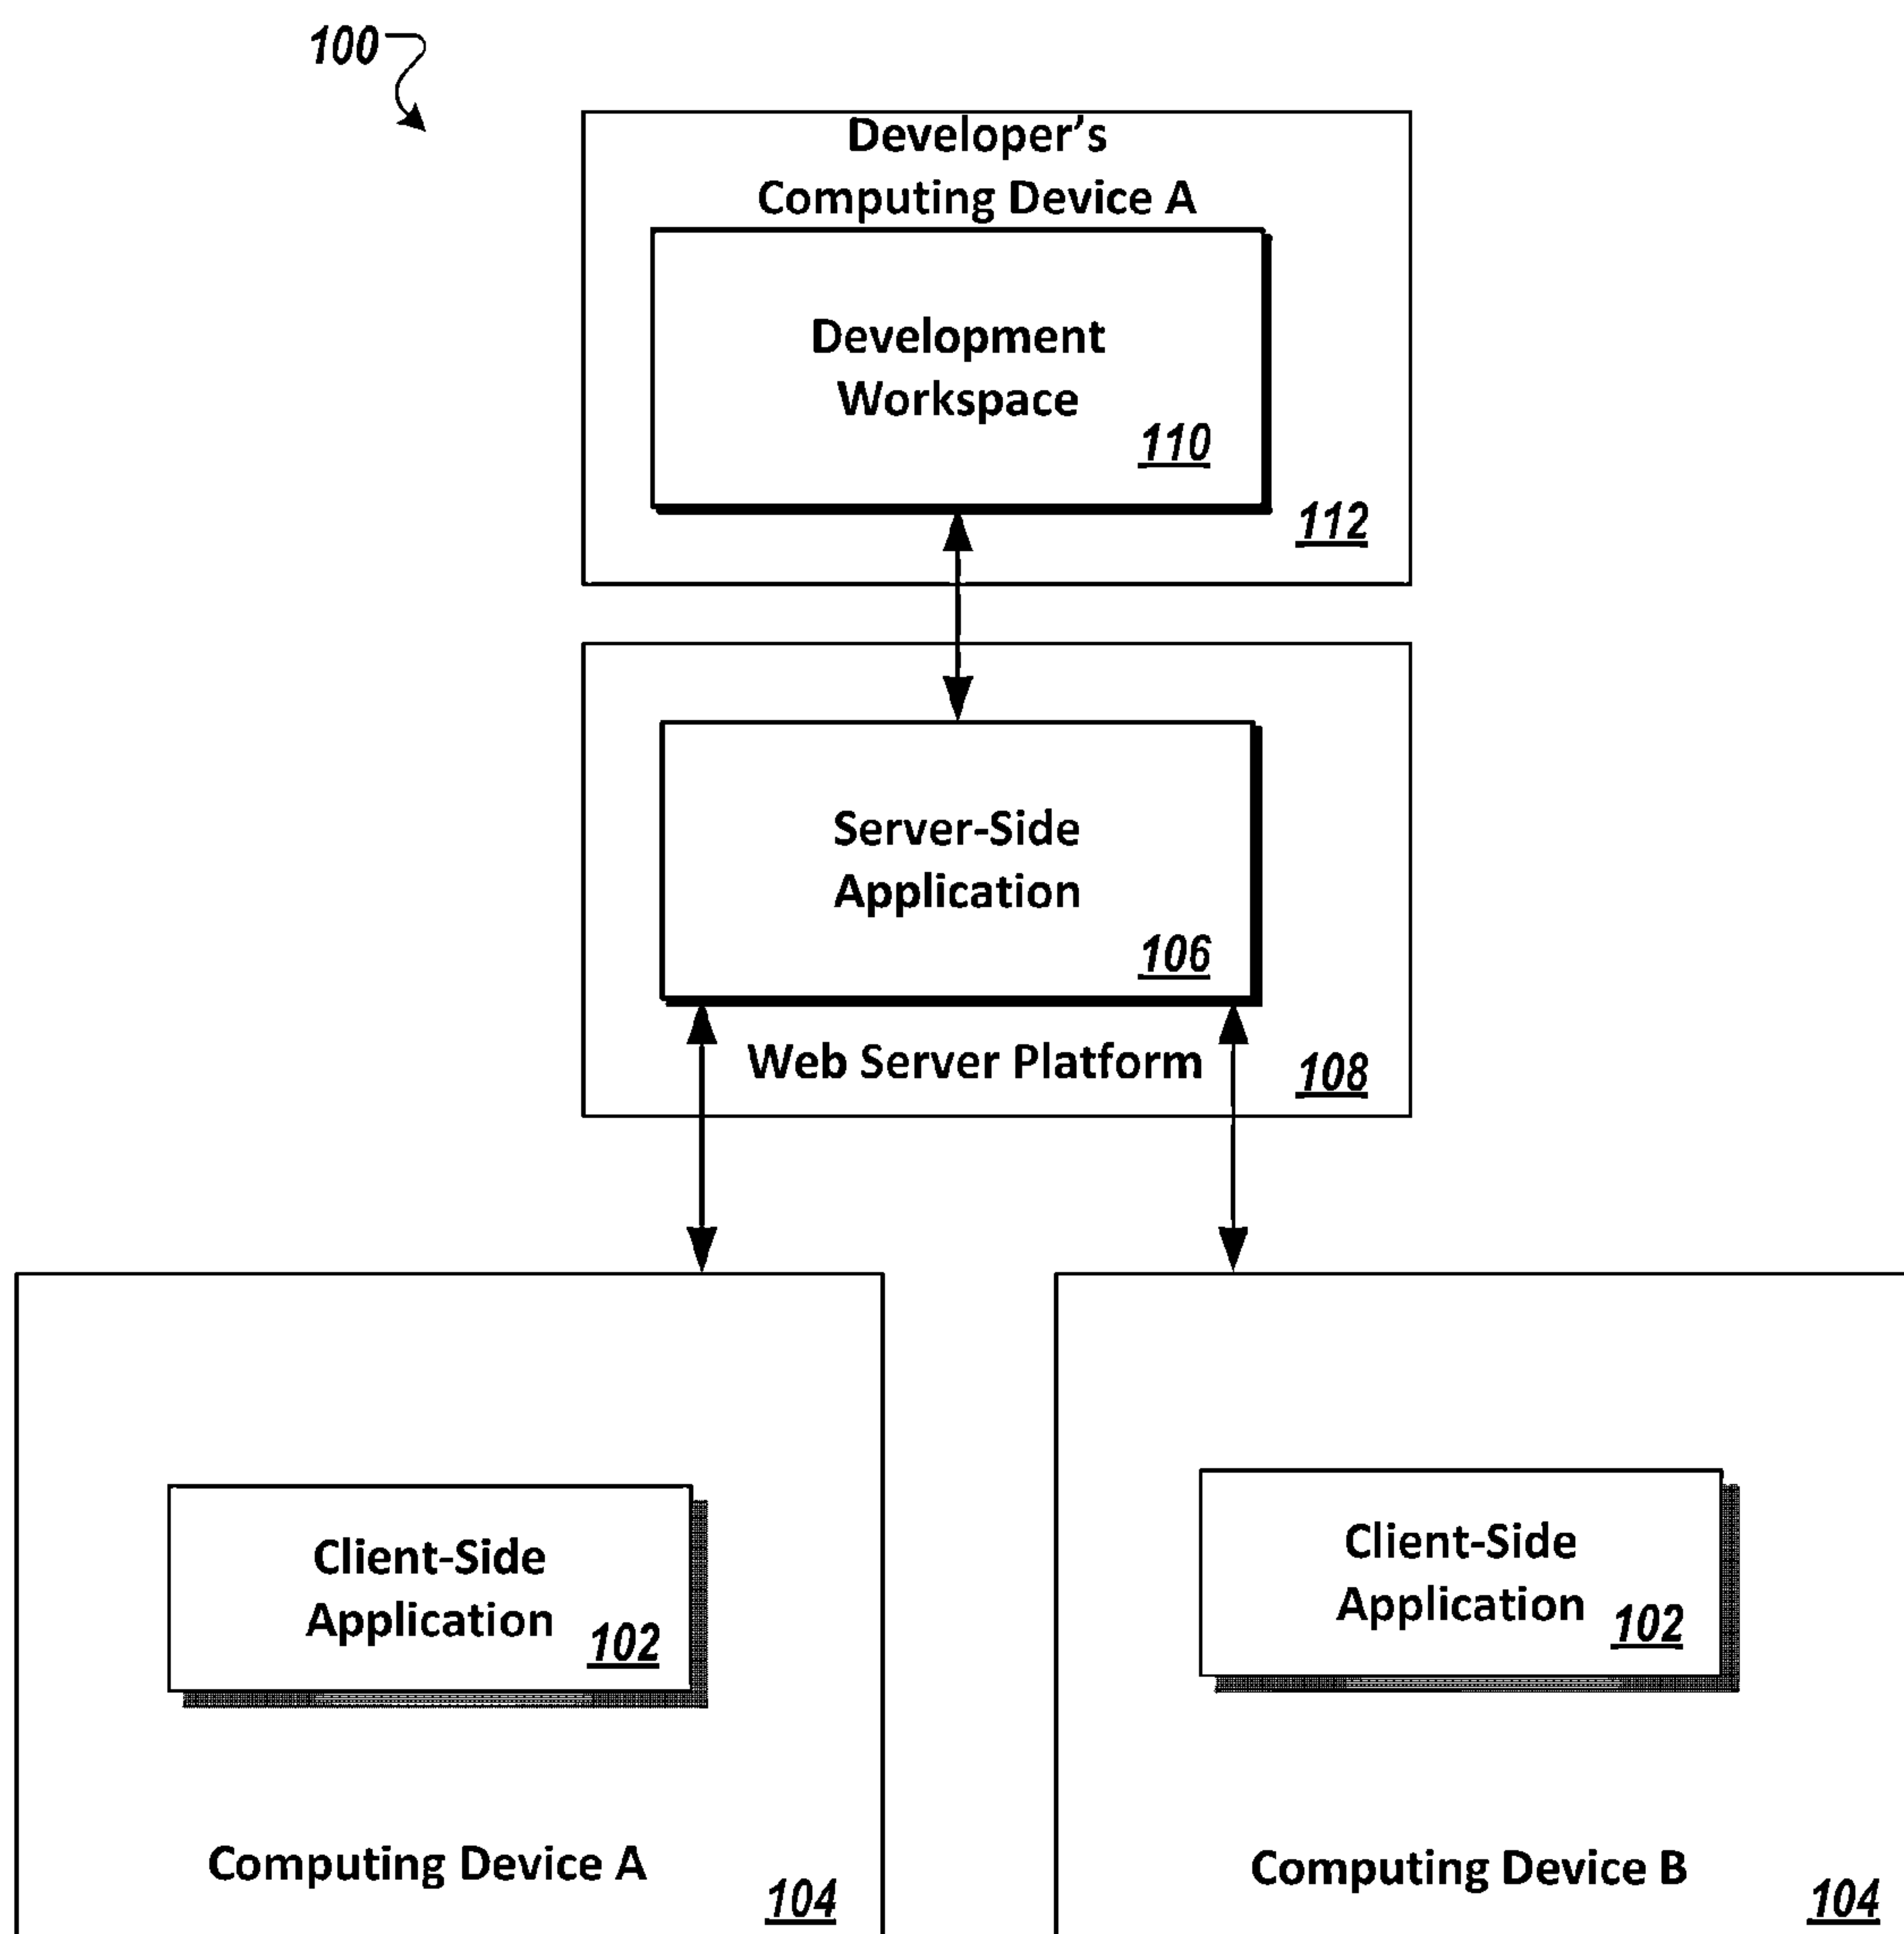 100
Developer's
Computing Device A
Development
Workspace
110
112
Server-Side
Application
106
Web Server Platform
108
Client-Side
Application
102
Computing Device A
104
Client-Side
Application
102
Computing Device B
104